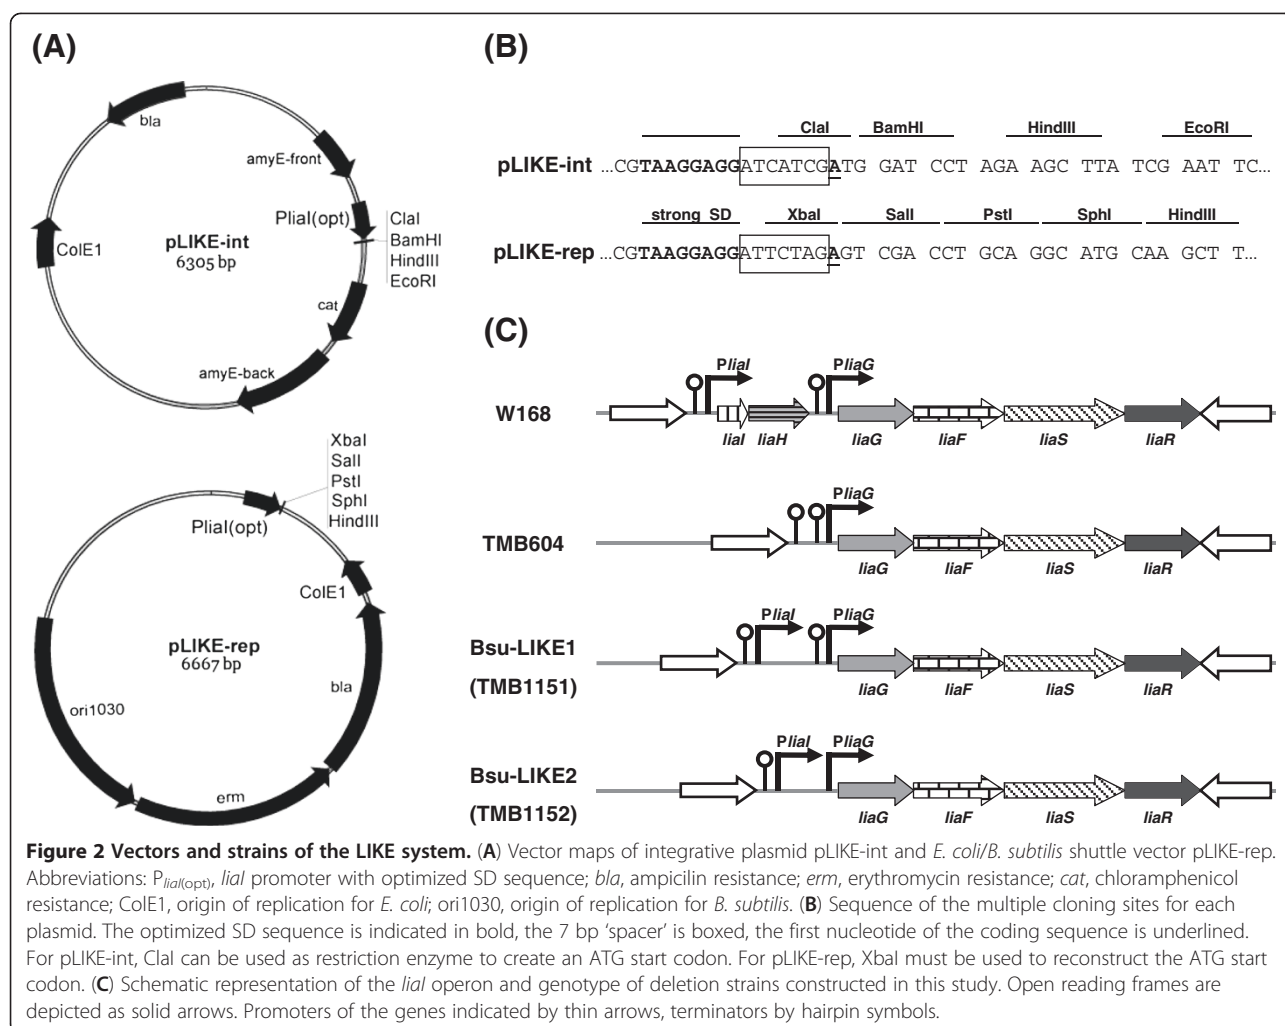 (A)
bla
amyE-front
PliaI(opt)
ClaI
BamHI
HindIII
EcoRI
pLIKE-int
6305 bp
ColE1
cat
amyE-back
XbaI
SalI
PstI
SphI
HindIII
PliaI(opt)
ColE1
pLIKE-rep
6667 bp
bla
ori1030
erm
(B)
ClaI BamHI HindIII EcoRI
pLIKE-int ...CGTAAGGAGGATCATCGATG GAT CCT AGA AGC TTA TCG AAT TC...
strong SD XbaI SalI PstI SphI HindIII
pLIKE-rep ...CGTAAGGAGGATTCTAGAGT CGA CCT GCA GGC ATG CAA GCT T...
(C)
PliaI PliaG
W168
liaI liaH liaG liaF liaS liaR
PliaG
TMB604
liaG liaF liaS liaR
PliaI PliaG
Bsu-LIKE1
(TMB1151)
liaG liaF liaS liaR
PliaI PliaG
Bsu-LIKE2
(TMB1152)
liaG liaF liaS liaR
Figure 2 Vectors and strains of the LIKE system. (A) Vector maps of integrative plasmid pLIKE-int and E. coli/B. subtilis shuttle vector pLIKE-rep.
Abbreviations: PliaI(opt), liaI promoter with optimized SD sequence; bla, ampicilin resistance; erm, erythromycin resistance; cat, chloramphenicol
resistance; ColE1, origin of replication for E. coli; ori1030, origin of replication for B. subtilis. (B) Sequence of the multiple cloning sites for each
plasmid. The optimized SD sequence is indicated in bold, the 7 bp ‘spacer’ is boxed, the first nucleotide of the coding sequence is underlined.
For pLIKE-int, ClaI can be used as restriction enzyme to create an ATG start codon. For pLIKE-rep, XbaI must be used to reconstruct the ATG start
codon. (C) Schematic representation of the liaI operon and genotype of deletion strains constructed in this study. Open reading frames are
depicted as solid arrows. Promoters of the genes indicated by thin arrows, terminators by hairpin symbols.